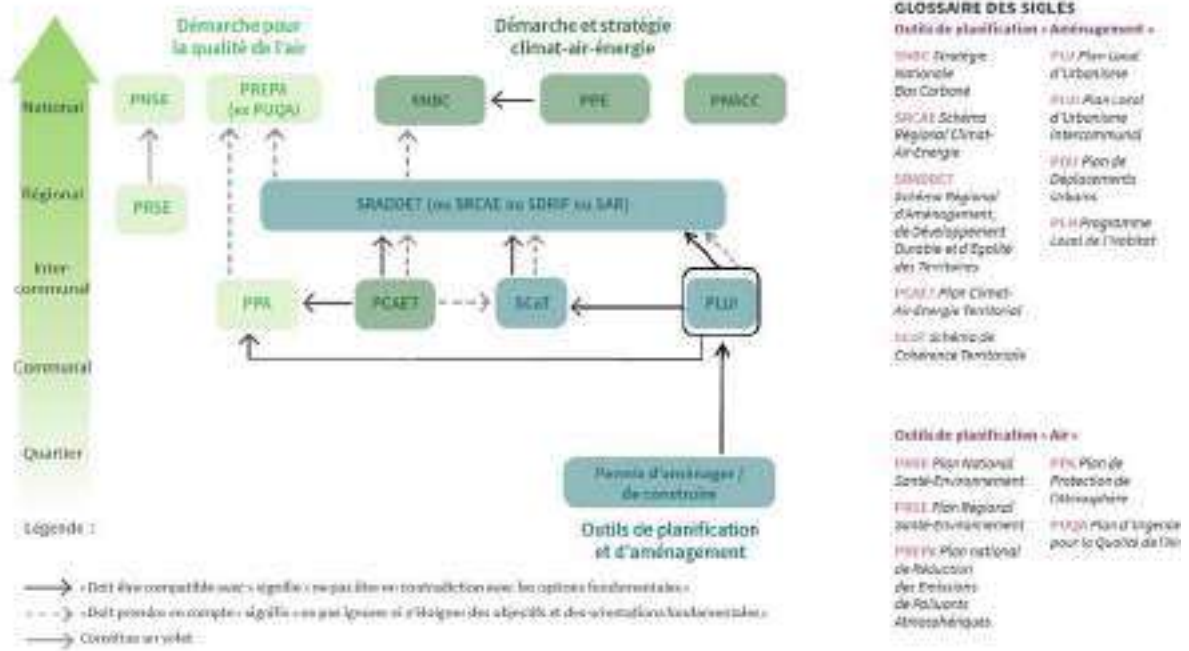 Démarche pour
la qualité de l'air
Démarche et stratégie
climat-air-énergie
National
PNSE
PREPA
(ex PUQA)
SNBC
PPE
PNACC
Régional
PRSE
SRADDET (ou SRCAE ou SDRIF ou SAR)
Inter-
communal
PPA
PCAET
SCoT
PLUI
Communal
Quartier
Permis d'aménager /
de construire
Outils de planification
et d'aménagement
Légende :
« Doit être compatible avec » signifie « ne pas être en contradiction avec les options fondamentales »
« Doit prendre en compte » signifie « ne pas ignorer ni s'éloigner des objectifs et des orientations fondamentales »
Constitue un volet
GLOSSAIRE DES SIGLES
Outils de planification « Aménagement »
SNBC Stratégie
Nationale
Bas Carbone
SRCAE Schéma
Régional Climat-
Air-Energie
SRADDET
Schéma Régional
d'Aménagement,
de Développement
Durable et d'Egalité
des Territoires
PCAET Plan Climat-
Air-Energie Territorial
SCoT Schéma de
Cohérence Territoriale
PLU Plan Local
d'Urbanisme
PLUI Plan Local
d'Urbanisme
Intercommunal
PDU Plan de
Déplacements
Urbains
PLH Programme
Local de l'Habitat
Outils de planification « Air »
PNSE Plan National
Santé-Environnement
PRSE Plan Régional
Santé-Environnement
PREPA Plan national
de Réduction
des Emissions
de Polluants
Atmosphériques
PPA Plan de
Protection de
l'Atmosphère
PUQA Plan d'Urgence
pour la Qualité de l'Air